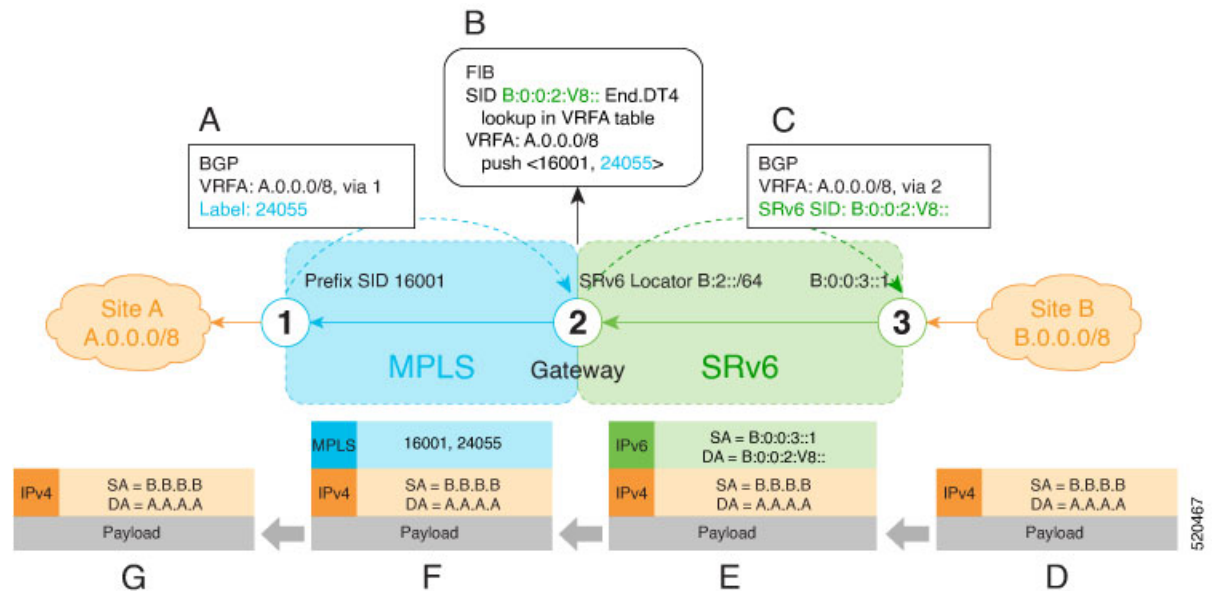 B
FIB
SID B:0:0:2:V8:: End.DT4
lookup in VRFA table
VRFA: A.0.0.0/8
push <16001, 24055>
A
BGP
VRFA: A.0.0.0/8, via 1
Label: 24055
C
BGP
VRFA: A.0.0.0/8, via 2
SRv6 SID: B:0:0:2:V8::
Prefix SID 16001
SRv6 Locator B:2::/64
B:0:0:3::1
Site A
A.0.0.0/8
1
2
3
Site B
B.0.0.0/8
MPLS
Gateway
SRv6
IPv4
SA = B.B.B.B
DA = A.A.A.A
Payload
G
MPLS
16001, 24055
IPv4
SA = B.B.B.B
DA = A.A.A.A
Payload
F
IPv6
SA = B:0:0:3::1
DA = B:0:0:2:V8::
IPv4
SA = B.B.B.B
DA = A.A.A.A
Payload
E
IPv4
SA = B.B.B.B
DA = A.A.A.A
Payload
D
520467